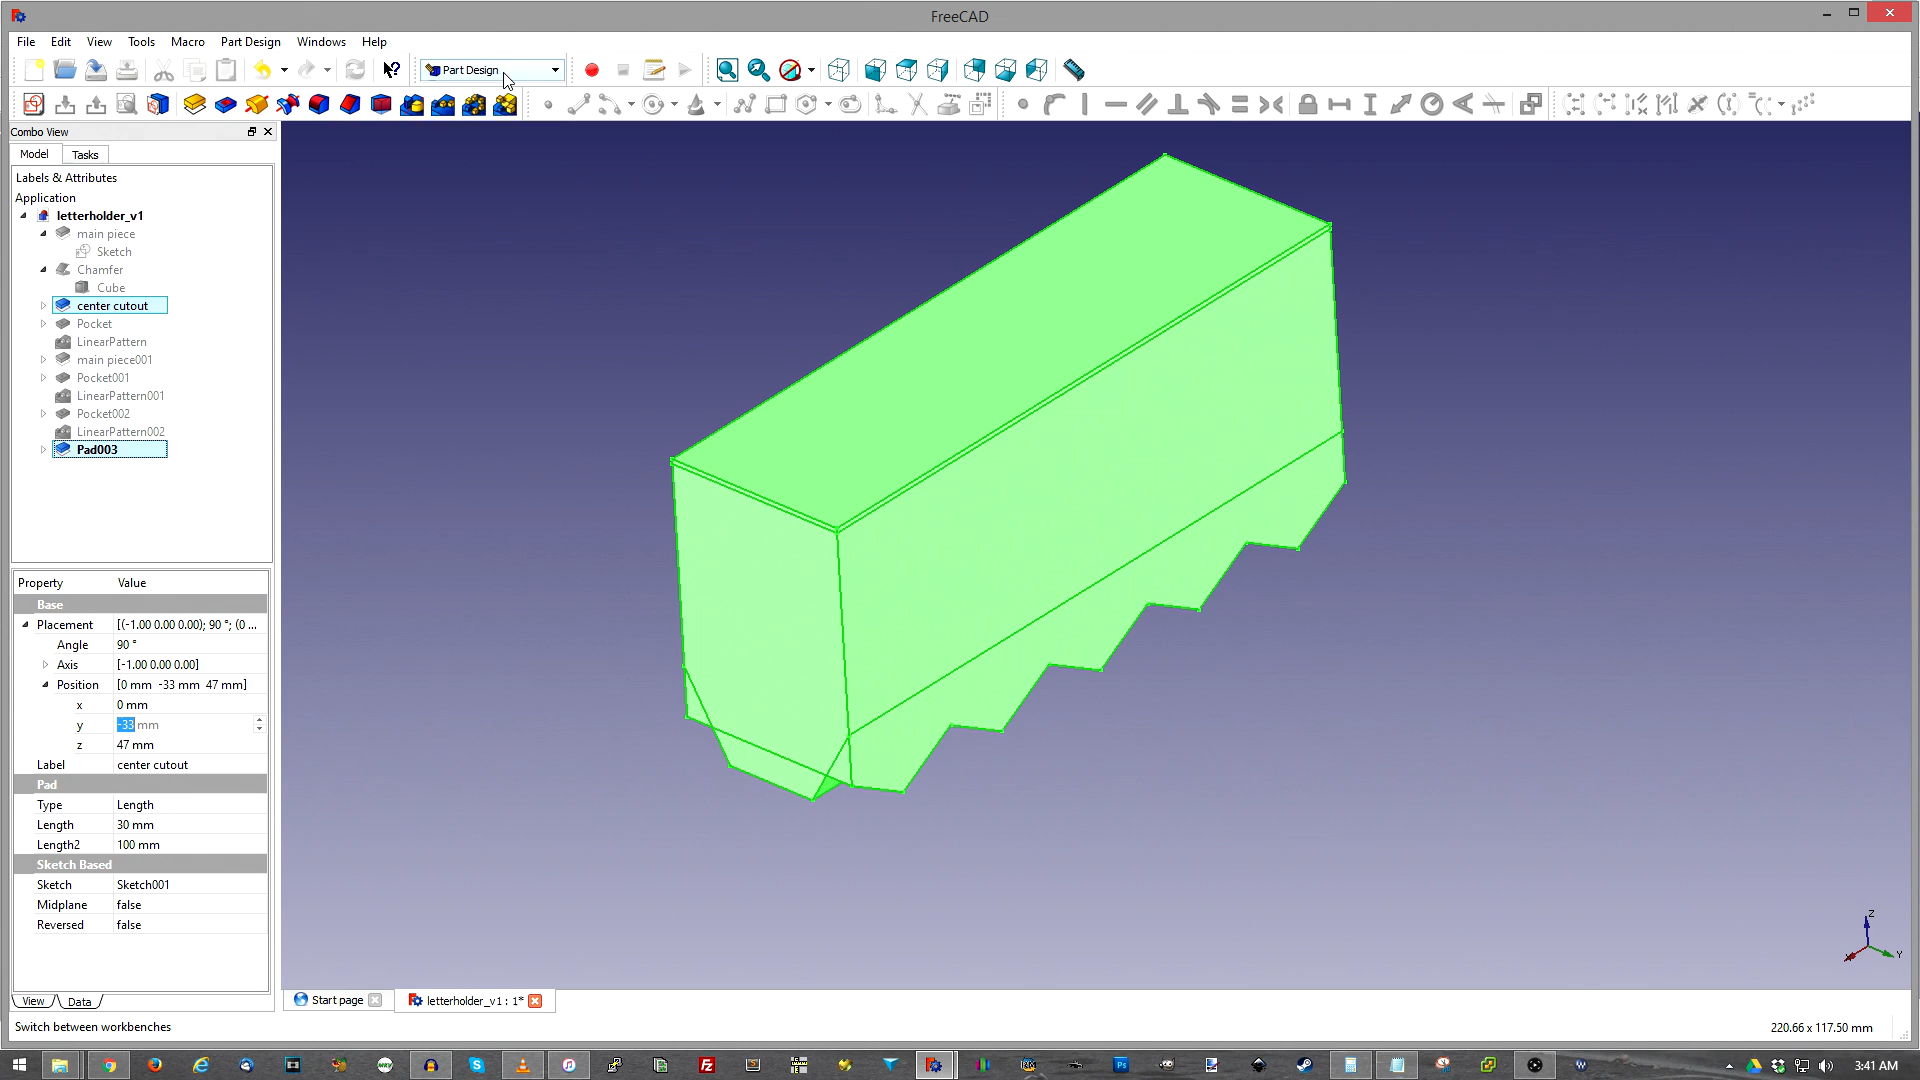 FreeCAD
File Edit View Tools Macro Part Design Windows Help
Part Design
Combo View
Model Tasks
Labels & Attributes
Application
letterholder_v1
main piece
Sketch
Chamfer
Cube
center cutout
Pocket
LinearPattern
main piece001
Pocket001
LinearPattern001
Pocket002
LinearPattern002
Pad003
Property Value
Base
Placement [(-1.00 0.00 0.00); 90 °; (0 ...
Angle 90 °
Axis [-1.00 0.00 0.00]
Position [0 mm -33 mm 47 mm]
x 0 mm
y -33 mm
z 47 mm
Label center cutout
Pad
Type Length
Length 30 mm
Length2 100 mm
Sketch Based
Sketch Sketch001
Midplane false
Reversed false
Z
Y
View Data
Start page letterholder_v1 : 1*
Switch between workbenches
220.66 x 117.50 mm
3:41 AM